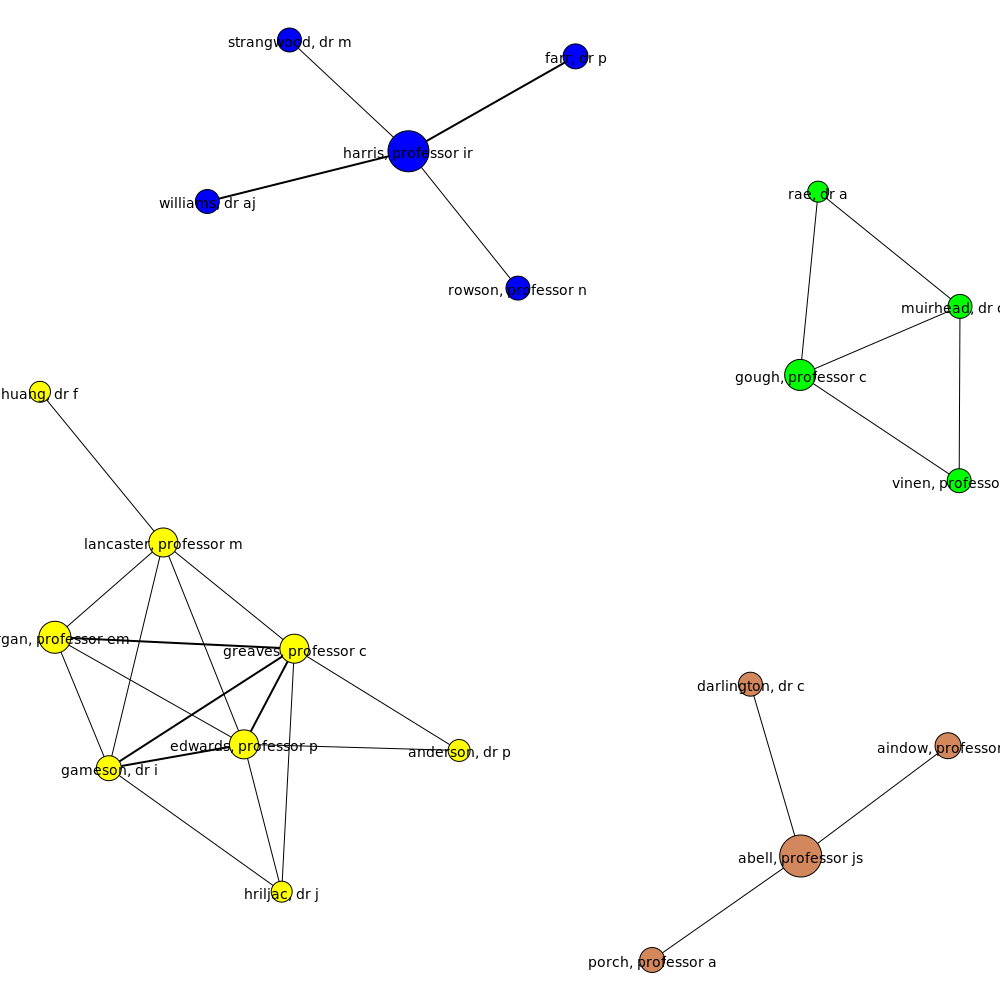 strangwood, dr m
farr, dr p
harris, professor ir
rae, dr a
williams, dr aj
rowson, professor n
muirhead, dr
gough, professor c
huang, dr f
vinen, professo
lancaster, professor m
rgan, professor em
greaves, professor c
darlington, dr c
edwards, professor p
anderson, dr p
aindow, professor
gameson, dr i
abell, professor js
hriljac, dr j
porch, professor a